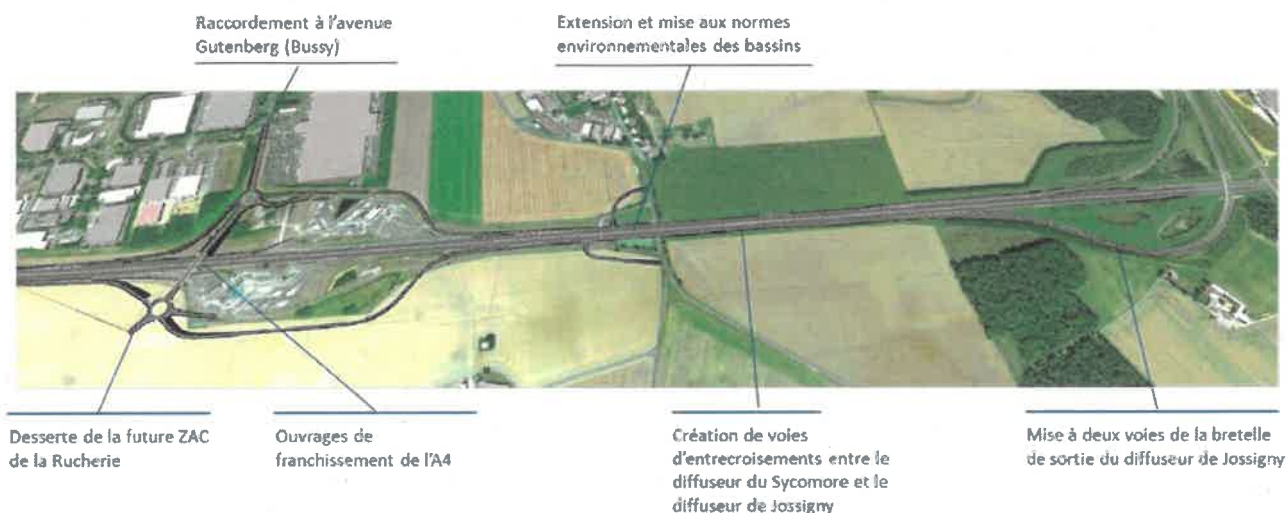 Raccordement à l'avenue
Gutenberg (Bussy)
Extension et mise aux normes
environnementales des bassins
Desserte de la future ZAC
de la Rucherie
Ouvrages de
franchissement de l'A4
Création de voies
d'entrecroisements entre le
diffuseur du Sycomore et le
diffuseur de Jossigny
Mise à deux voies de la bretelle
de sortie du diffuseur de Jossigny